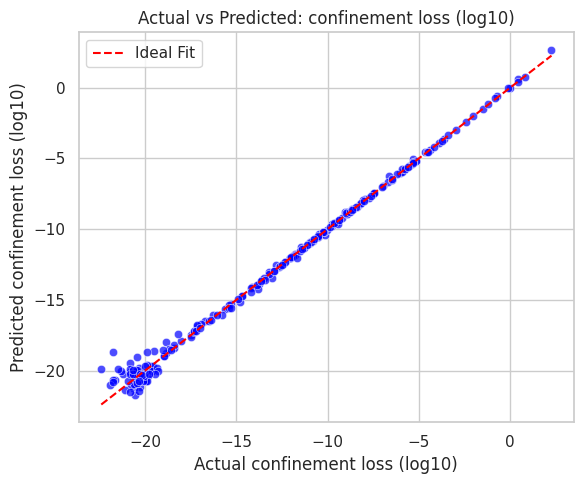 Actual vs Predicted: confinement loss (log10)
Ideal Fit
Predicted confinement loss (log10)
0
−5
−10
−15
−20
−20 −15 −10 −5 0
Actual confinement loss (log10)